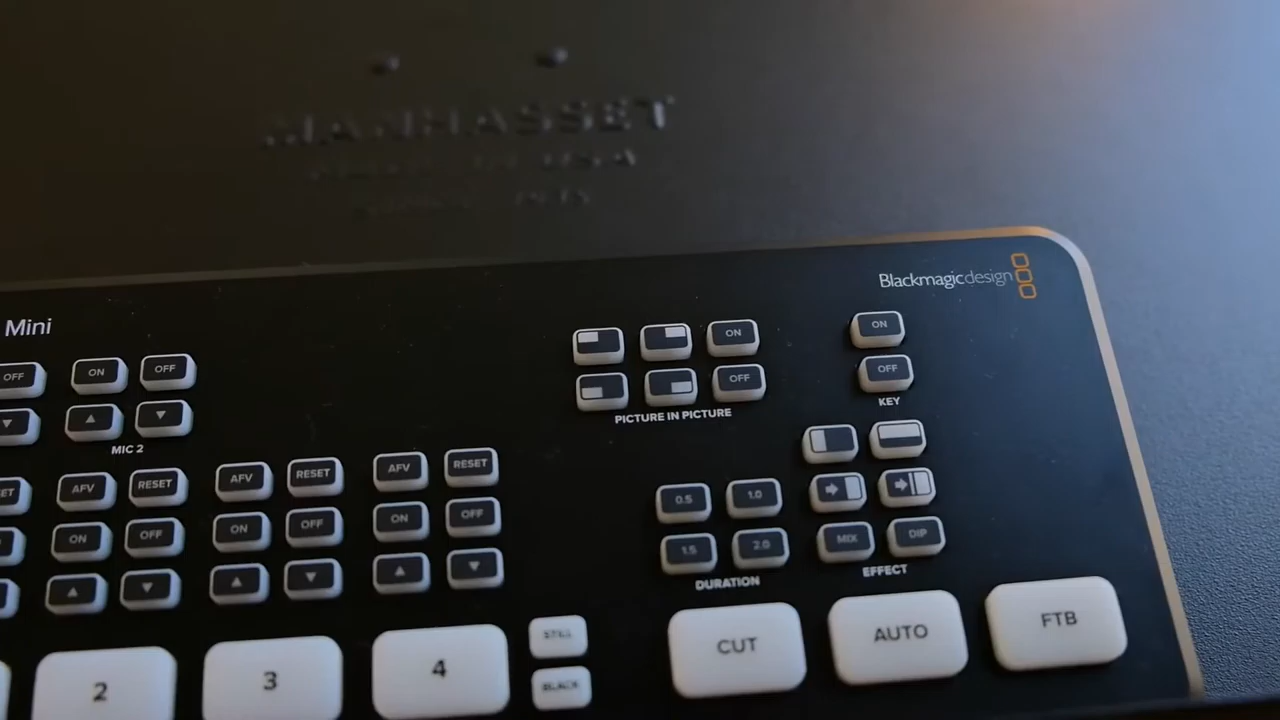 MANHASSET
USA
Blackmagicdesign
Mini
ON
ON
OFF
ON
OFF
OFF
OFF
PICTURE IN PICTURE
KEY
MIC 2
AFV
RESET
AFV
RESET
AFV
RESET
0.5
1.0
ON
OFF
ON
OFF
ON
OFF
1.5
2.0
MIX
DIP
DURATION
EFFECT
STILL
CUT
AUTO
FTB
2
3
4
BLACK